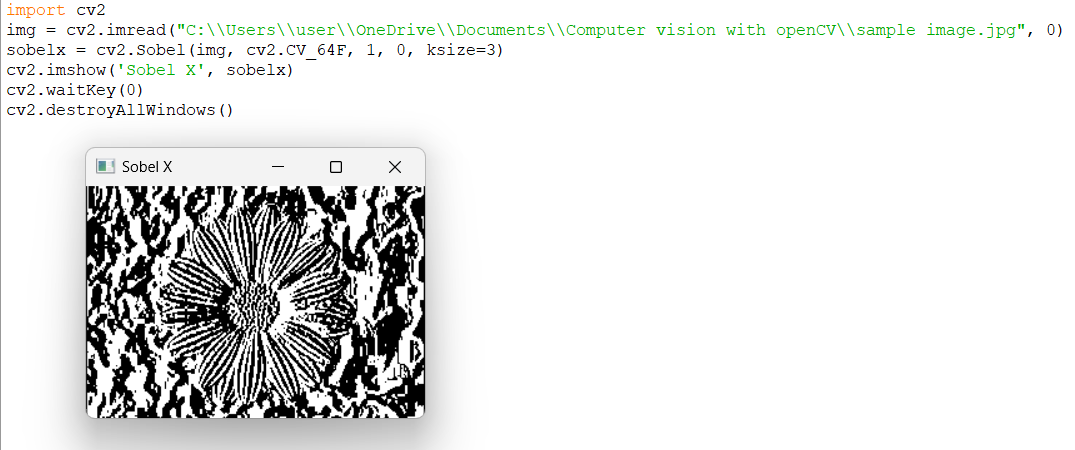 import cv2
img = cv2.imread("C:\\Users\\user\\OneDrive\\Documents\\Computer vision with openCV\\sample image.jpg", 0)
sobelx = cv2.Sobel(img, cv2.CV_64F, 1, 0, ksize=3)
cv2.imshow('Sobel X', sobelx)
cv2.waitKey(0)
cv2.destroyAllWindows()
Sobel X